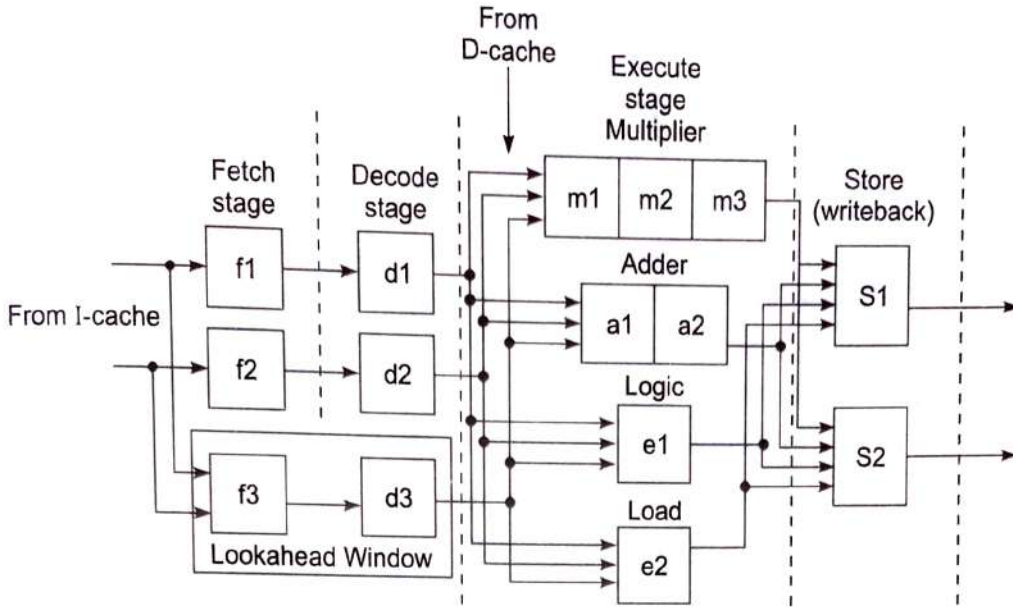 From
D-cache
Execute
stage
Multiplier
Fetch
stage
Decode
stage
Store
(writeback)
m1 m2 m3
f1
d1
Adder
S1
From I-cache
a1 a2
f2
d2
Logic
e1
S2
f3
d3
Load
Lookahead Window
e2